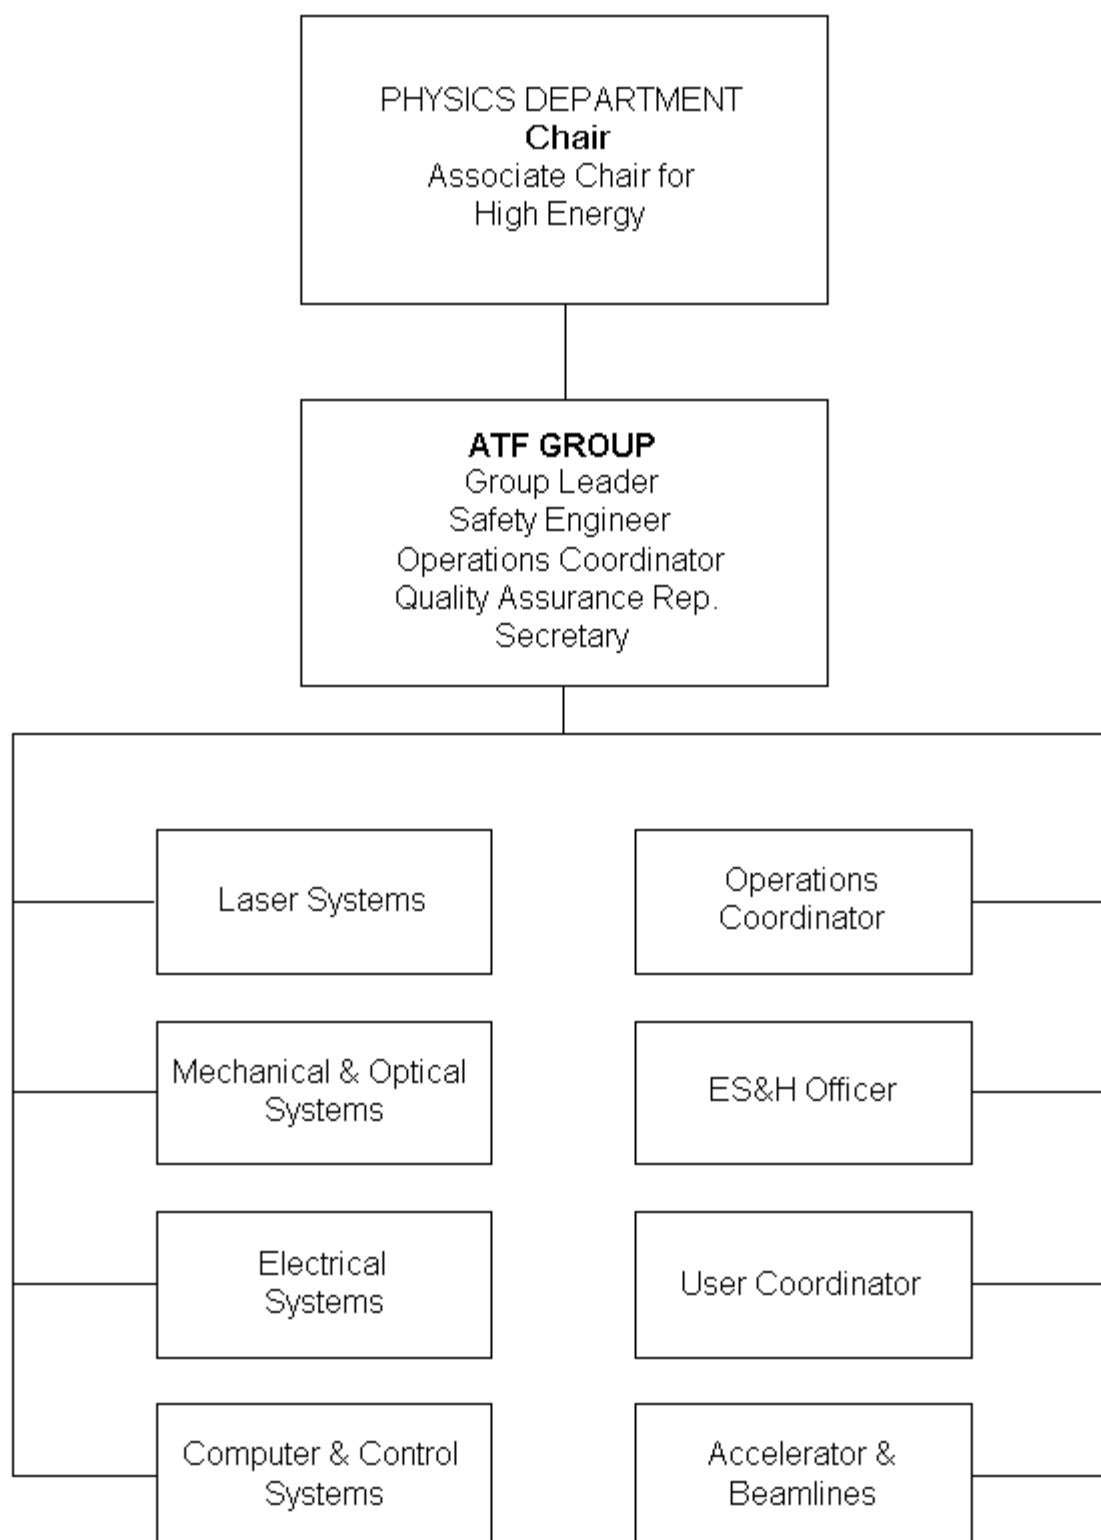 PHYSICS DEPARTMENT
Chair
Associate Chair for
High Energy
ATF GROUP
Group Leader
Safety Engineer
Operations Coordinator
Quality Assurance Rep.
Secretary
Laser Systems
Operations
Coordinator
Mechanical & Optical
Systems
ES&H Officer
Electrical
Systems
User Coordinator
Computer & Control
Systems
Accelerator &
Beamlines